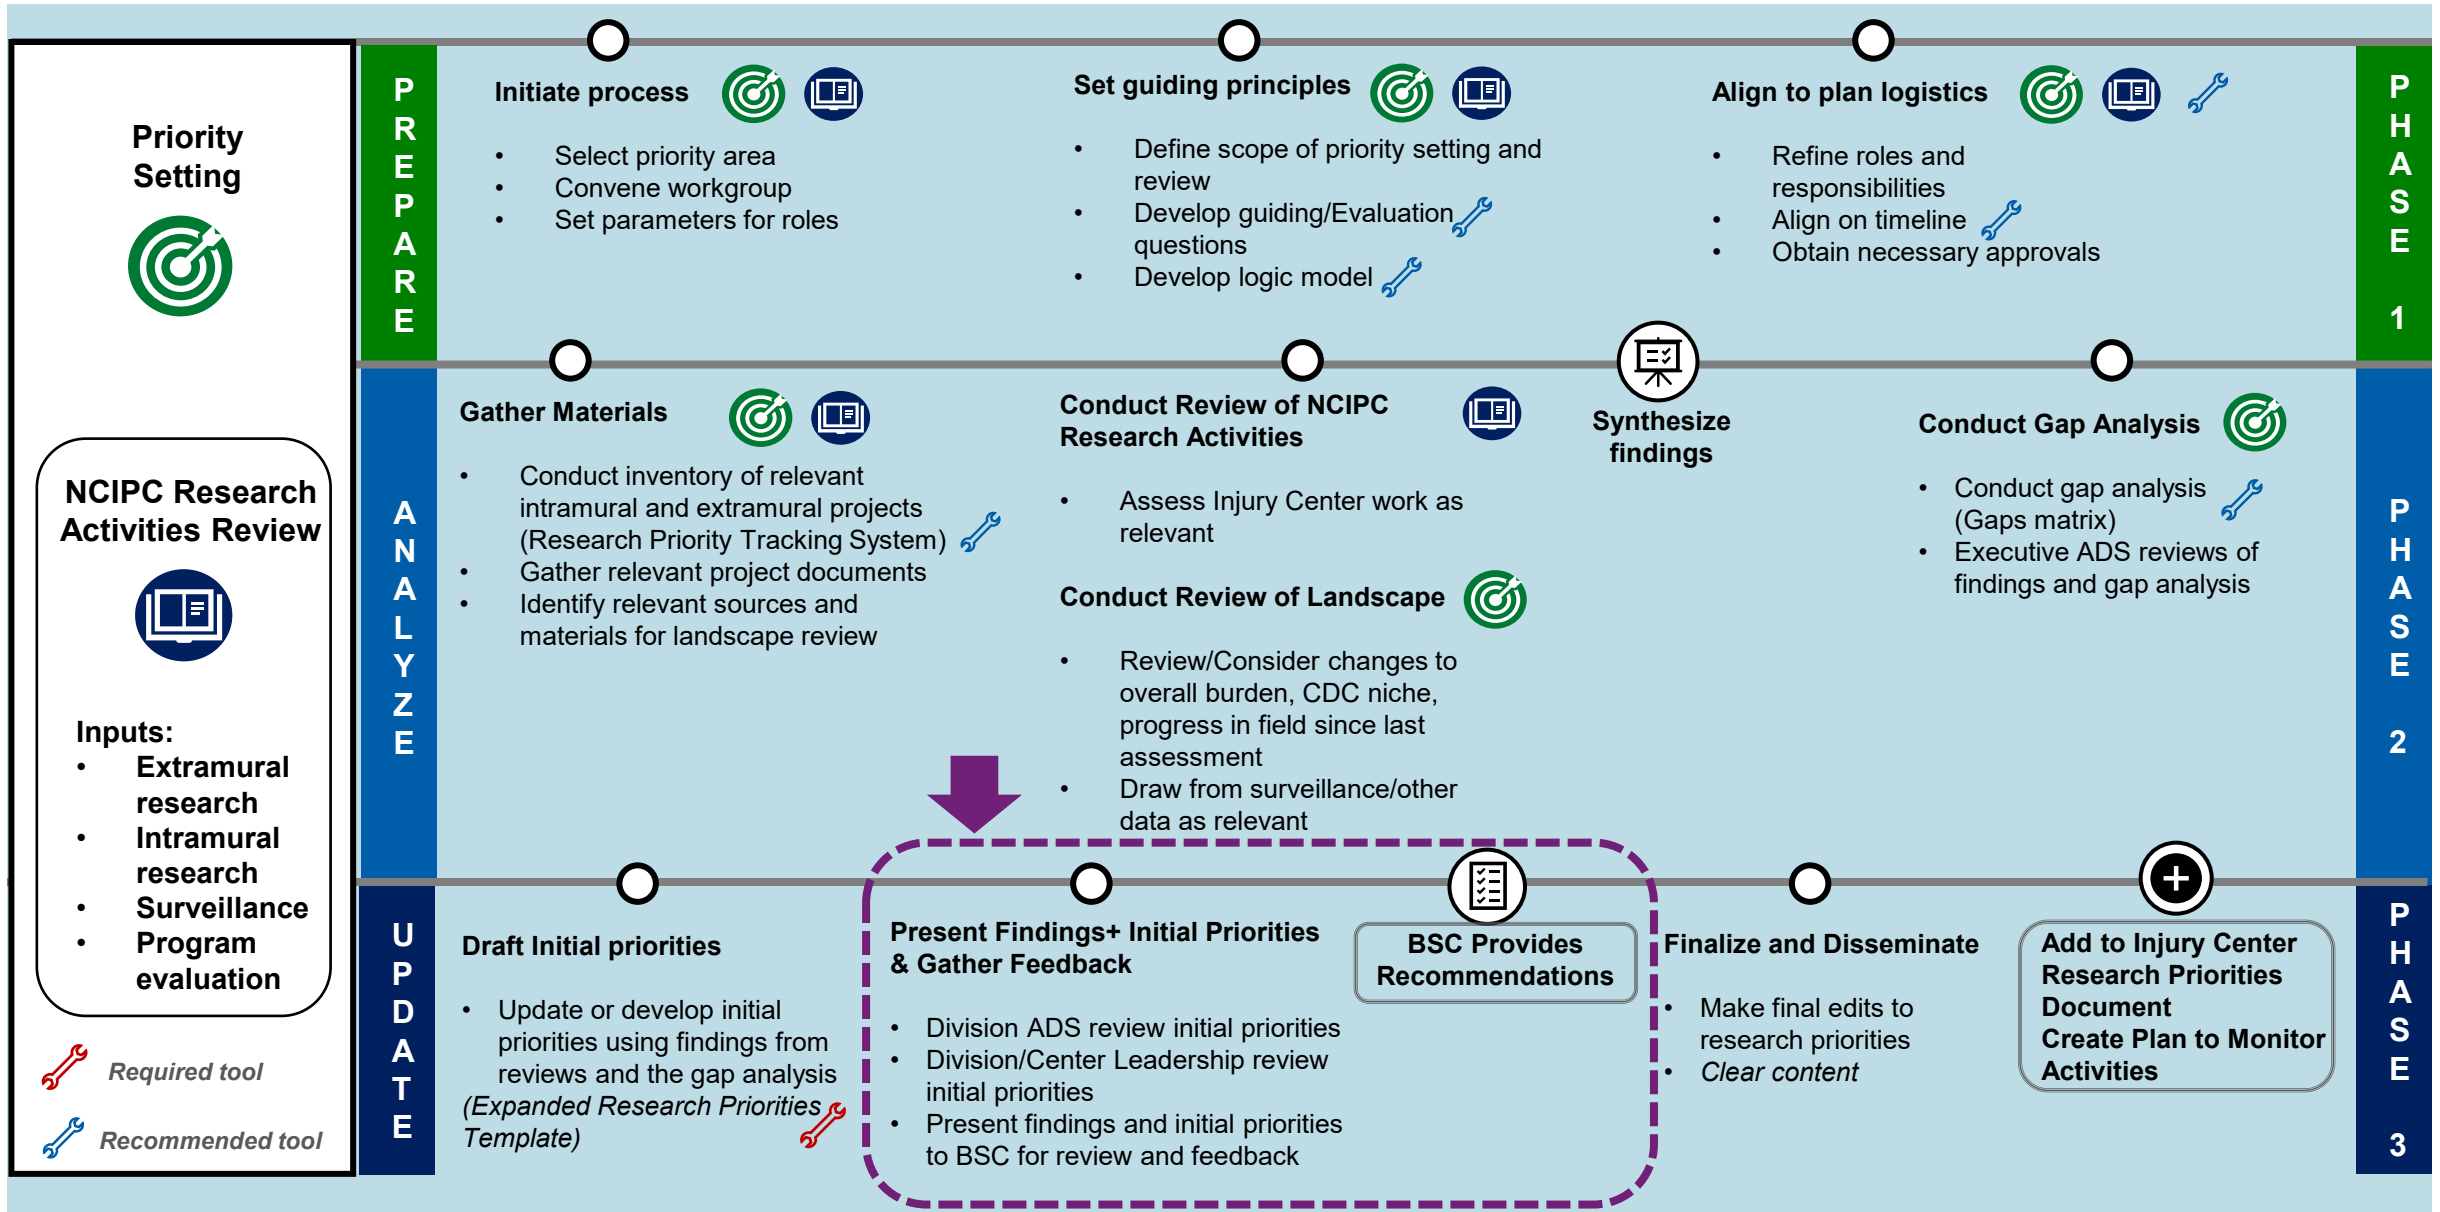 Priority
Setting
NCIPC Research
Activities Review
Inputs:
• Extramural
research
• Intramural
research
• Surveillance
• Program
evaluation
Required tool
Recommended tool
PREPARE
Initiate process
• Select priority area
• Convene workgroup
• Set parameters for roles
Set guiding principles
• Define scope of priority setting and
review
• Develop guiding/Evaluation
questions
• Develop logic model
Align to plan logistics
• Refine roles and
responsibilities
• Align on timeline
• Obtain necessary approvals
PHASE 1
ANALYZE
Gather Materials
• Conduct inventory of relevant
intramural and extramural projects
(Research Priority Tracking System)
• Gather relevant project documents
• Identify relevant sources and
materials for landscape review
Conduct Review of NCIPC
Research Activities
• Assess Injury Center work as
relevant
Conduct Review of Landscape
• Review/Consider changes to
overall burden, CDC niche,
progress in field since last
assessment
• Draw from surveillance/other
data as relevant
Synthesize
findings
Conduct Gap Analysis
• Conduct gap analysis
(Gaps matrix)
• Executive ADS reviews of
findings and gap analysis
PHASE 2
UPDATE
Draft Initial priorities
• Update or develop initial
priorities using findings from
reviews and the gap analysis
(Expanded Research Priorities
Template)
Present Findings+ Initial Priorities
& Gather Feedback
• Division ADS review initial priorities
• Division/Center Leadership review
initial priorities
• Present findings and initial priorities
to BSC for review and feedback
BSC Provides
Recommendations
Finalize and Disseminate
• Make final edits to
research priorities
• Clear content
Add to Injury Center
Research Priorities
Document
Create Plan to Monitor
Activities
PHASE 3